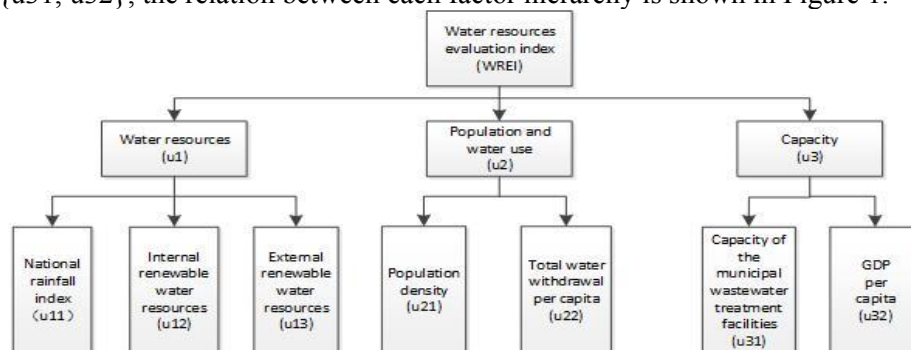 {u31, u32}, the relation between each factor hierarchy is shown in Figure 1.
Water resources
evaluation index
(WREI)
Water resources
(u1)
Population and
water use
(u2)
Capacity
(u3)
National
rainfall
index
（u11）
Internal
renewable
water
resources
(u12)
External
renewable
water
resources
(u13)
Population
density
(u21)
Total water
withdrawal
per capita
(u22)
Capacity of
the
municipal
wastewater
treatment
facilities
(u31)
GDP
per
capita
(u32)